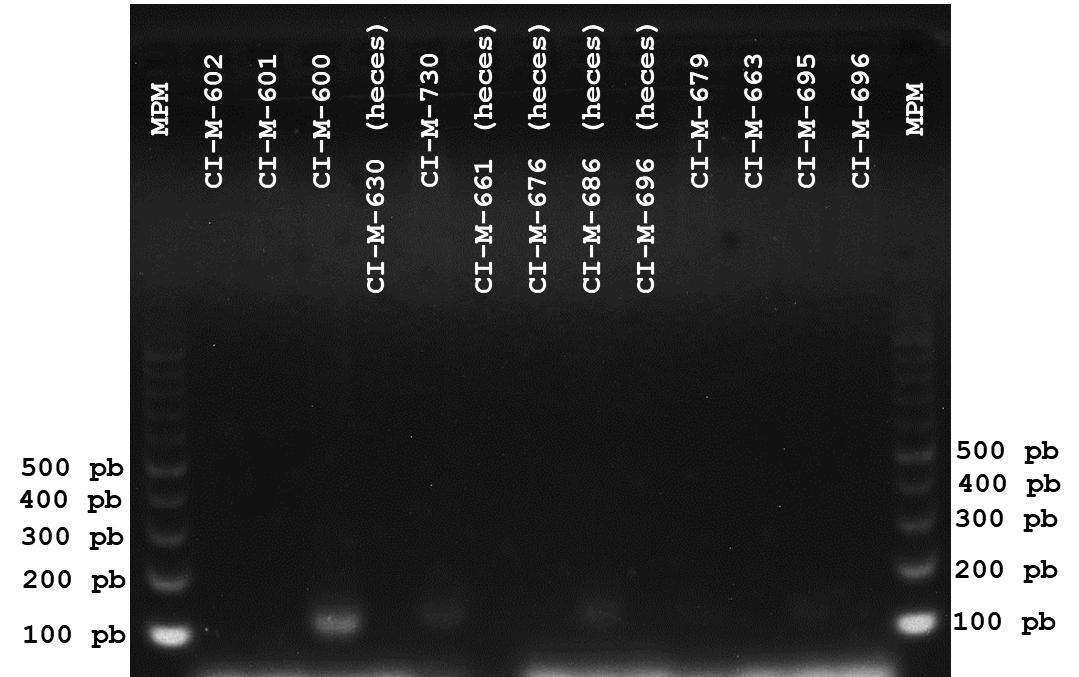 MPM
CI-M-602
CI-M-601
CI-M-600
CI-M-630 (heces)
CI-M-730
CI-M-661 (heces)
CI-M-676 (heces)
CI-M-686 (heces)
CI-M-696 (heces)
CI-M-679
CI-M-663
CI-M-695
CI-M-696
MPM
500 pb
400 pb
300 pb
200 pb
100 pb
500 pb
400 pb
300 pb
200 pb
100 pb